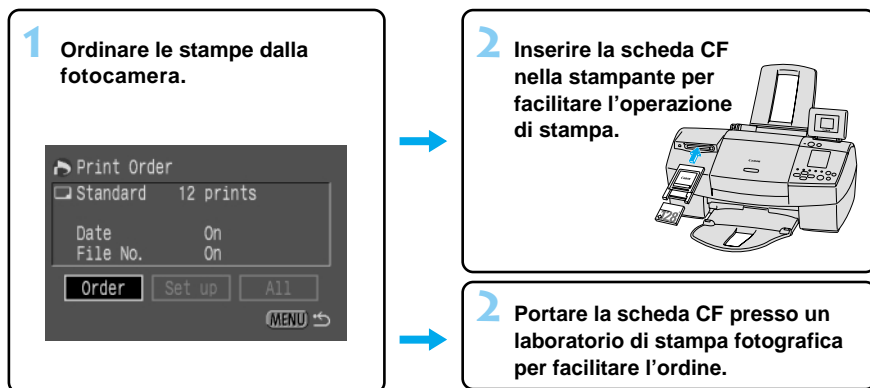 1 Ordinare le stampe dalla
fotocamera.
Print Order
Standard 12 prints
Date On
File No. On
Order Set up All
MENU
2 Inserire la scheda CF
nella stampante per
facilitare l'operazione
di stampa.
Canon
Canon
2 Portare la scheda CF presso un
laboratorio di stampa fotografica
per facilitare l'ordine.